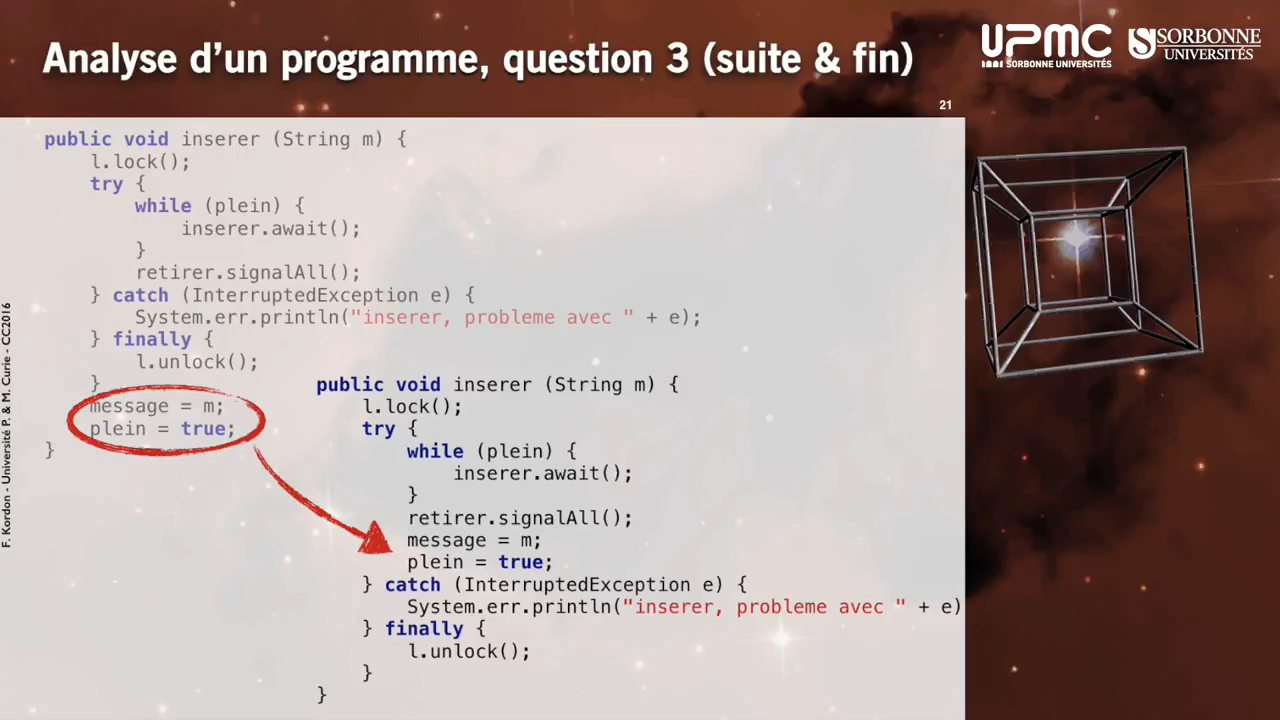 Analyse d'un programme, question 3 (suite & fin)
UPMC
SORBONNE UNIVERSITÉS
SORBONNE
UNIVERSITÉS
21
public void inserer (String m) {
l.lock();
try {
while (plein) {
inserer.await();
}
retirer.signalAll();
} catch (InterruptedException e) {
System.err.println("inserer, probleme avec " + e);
} finally {
l.unlock();
}
message = m;
plein = true;
}
public void inserer (String m) {
l.lock();
try {
while (plein) {
inserer.await();
}
retirer.signalAll();
message = m;
plein = true;
} catch (InterruptedException e) {
System.err.println("inserer, probleme avec " + e)
} finally {
l.unlock();
}
}
F. Kordon - Université P. & M. Curie - CC2016